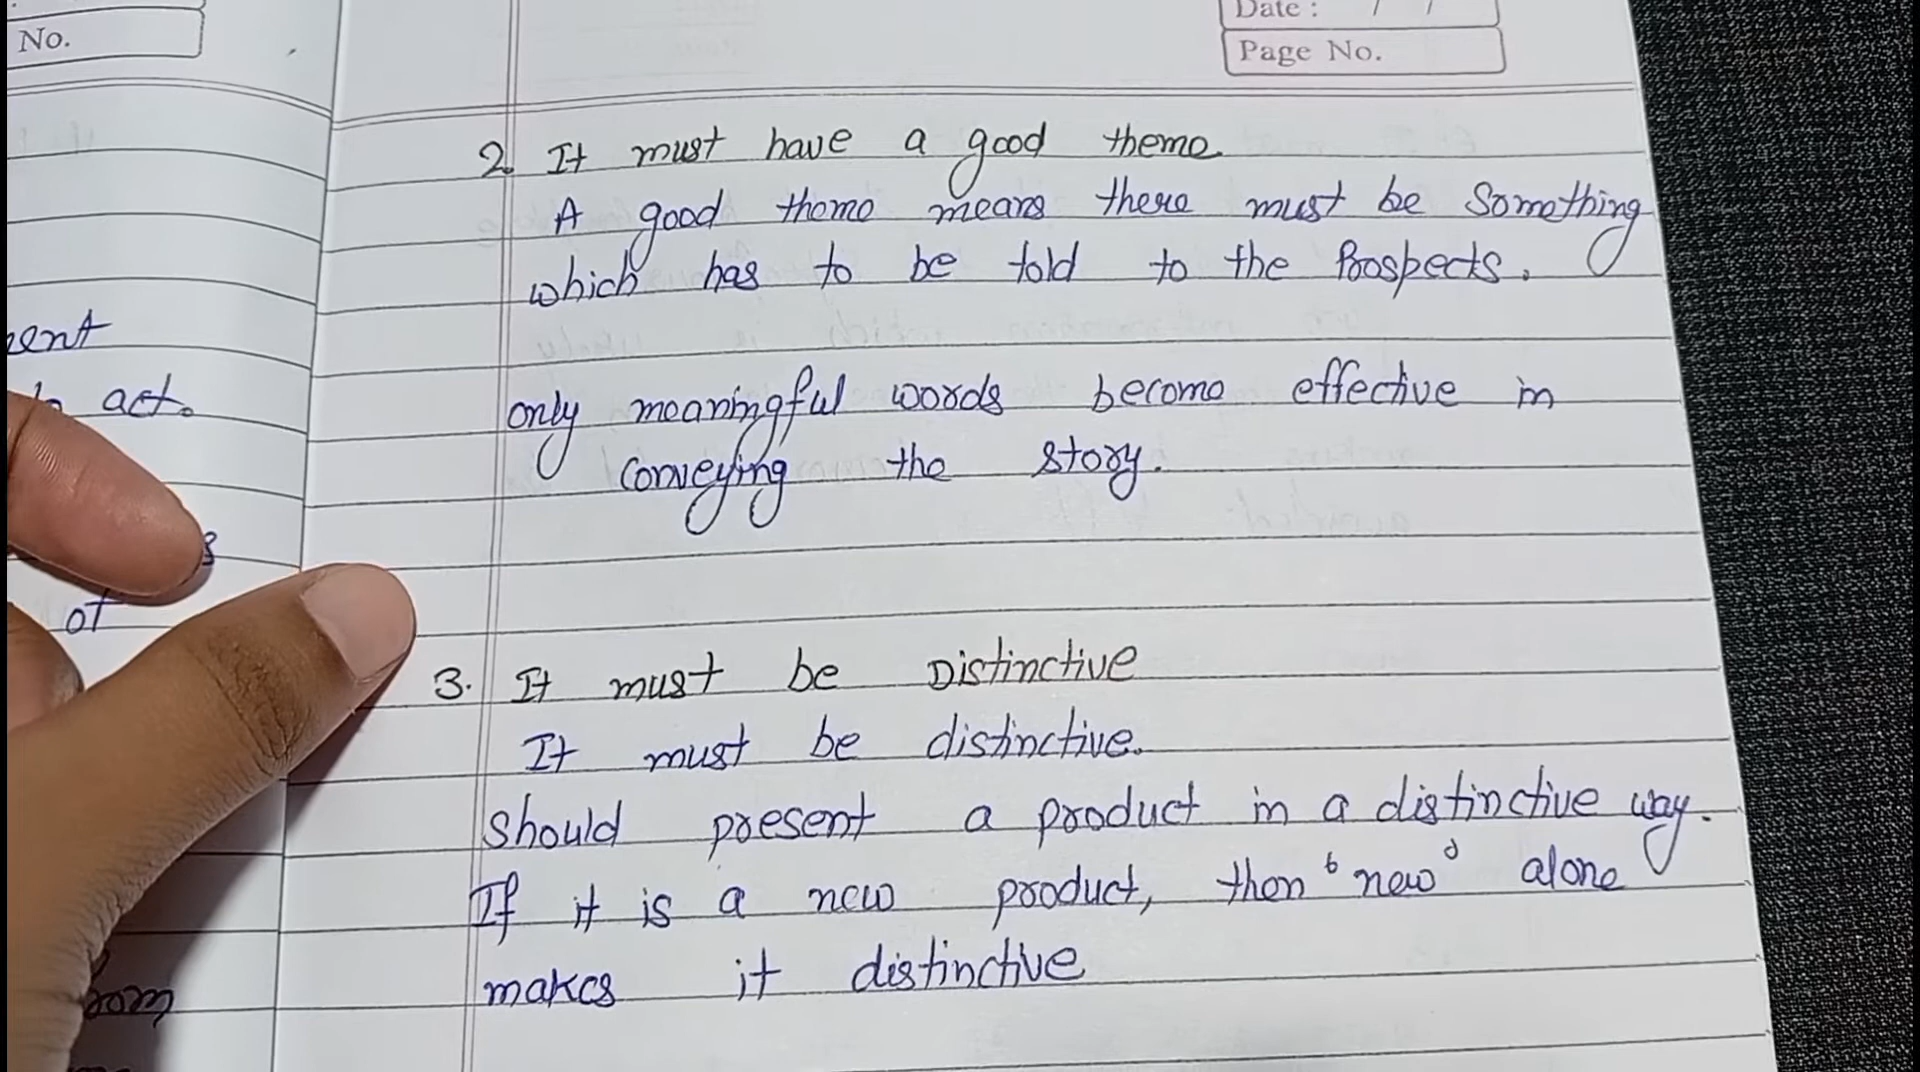 No.
ent
act.
s
of
rom
Date : / /
Page No.
2. It must have a good theme
A good theme means there must be something
which has to be told to the Prospects.
only meaningful words become effective in
conveying the story.
3. It must be Distinctive
It must be distinctive.
should present a product in a distinctive way.
If it is a new product, then 'new' alone
makes it distinctive